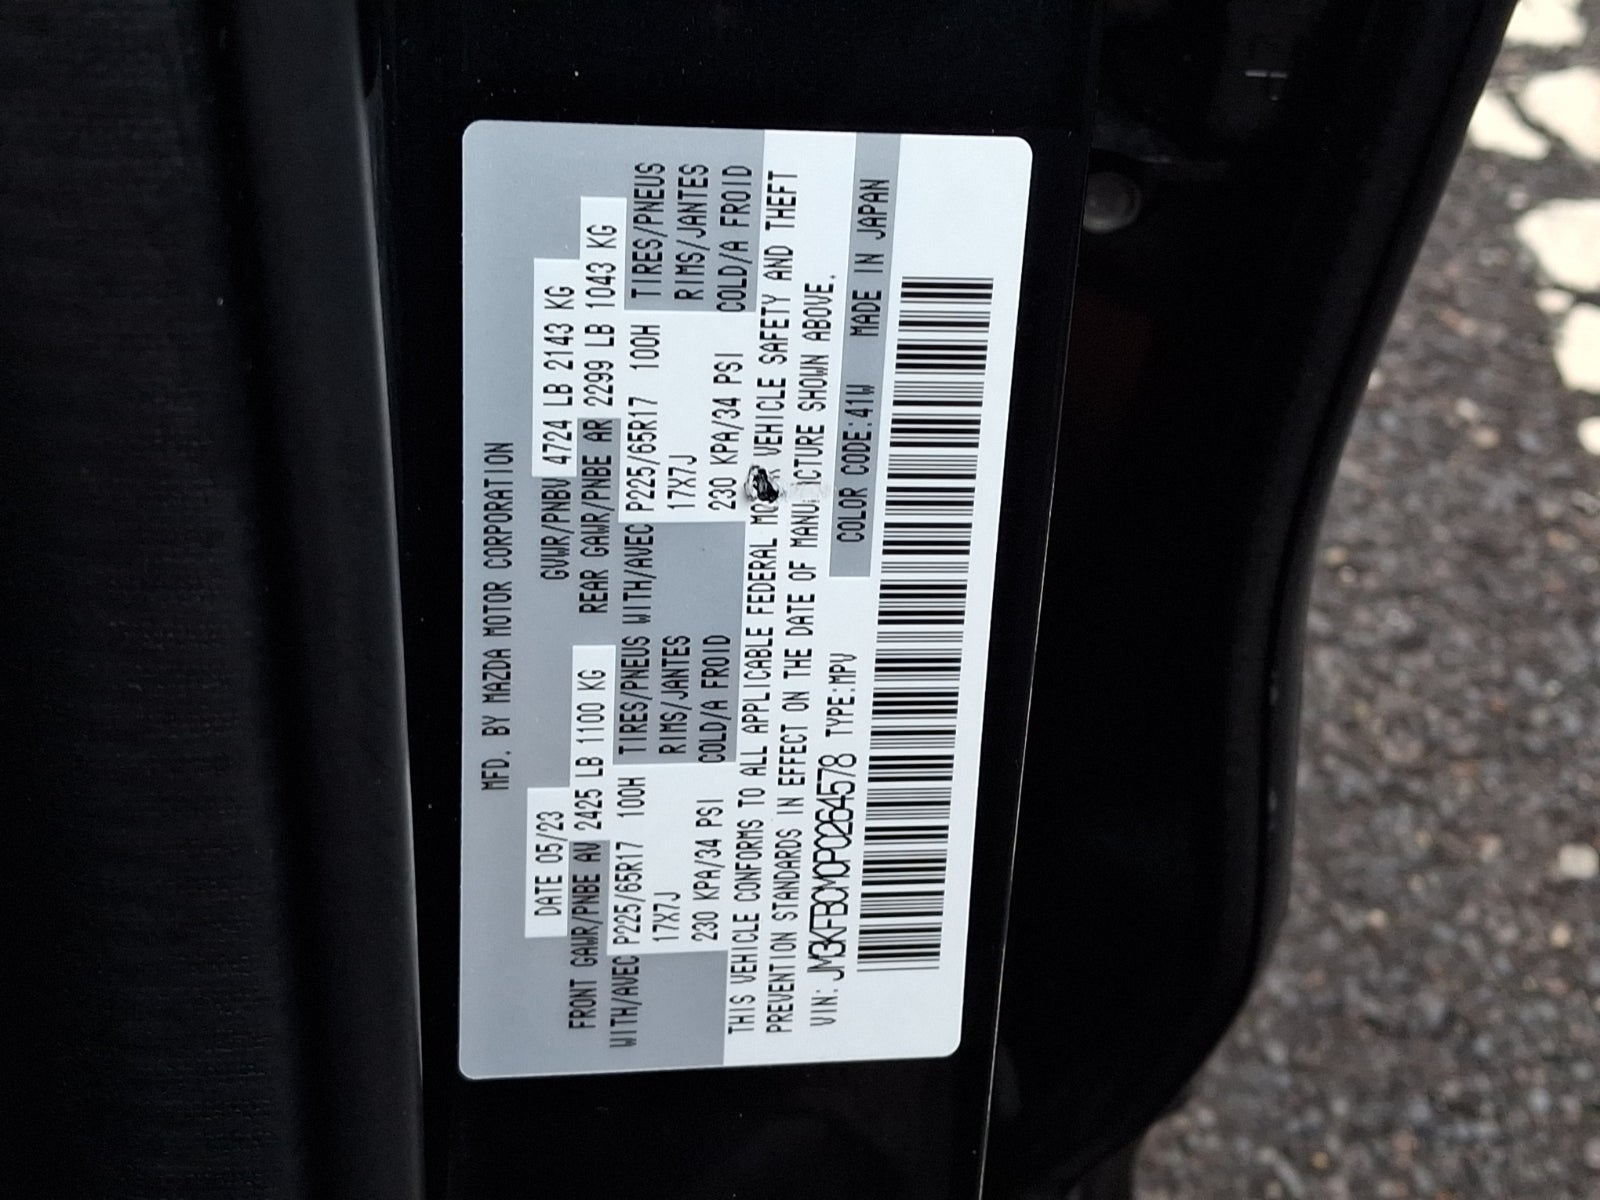 MFD. BY MAZDA MOTOR CORPORATION
DATE 05/23 GVWR/PNBV 4724 LB 2143 KG
FRONT GAWR/PNBE AV 2425 LB 1100 KG REAR GAWR/PNBE AR 2299 LB 1043 KG
WITH/AVEC P225/65R17 100H TIRES/PNEUS WITH/AVEC P225/65R17 100H TIRES/PNEUS
17X7J RIMS/JANTES 17X7J RIMS/JANTES
230 KPA/34 PSI COLD/A FROID 230 KPA/34 PSI COLD/A FROID
THIS VEHICLE CONFORMS TO ALL APPLICABLE FEDERAL VEHICLE SAFETY AND THEFT
PREVENTION STANDARDS IN EFFECT ON THE DATE OF SHOWN ABOVE.
VIN: JM3KFBCM0P0264578 TYPE:MPV COLOR CODE:41W MADE IN JAPAN